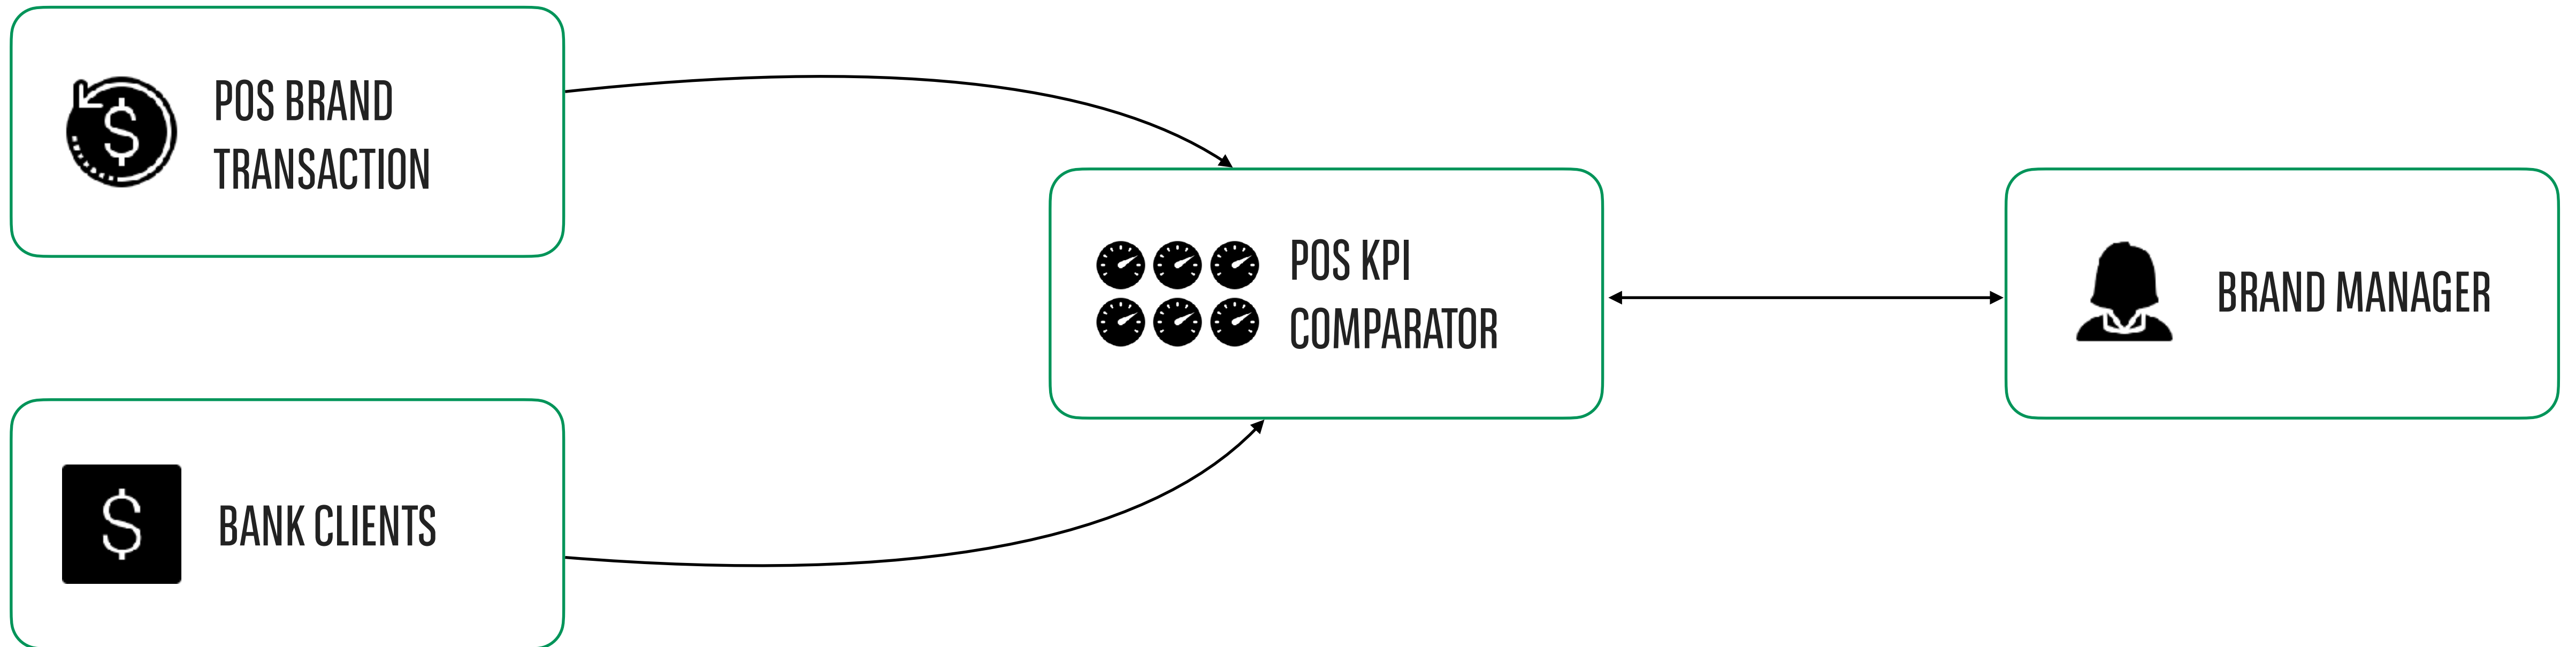 POS BRAND
TRANSACTION
POS KPI
COMPARATOR
BRAND MANAGER
BANK CLIENTS